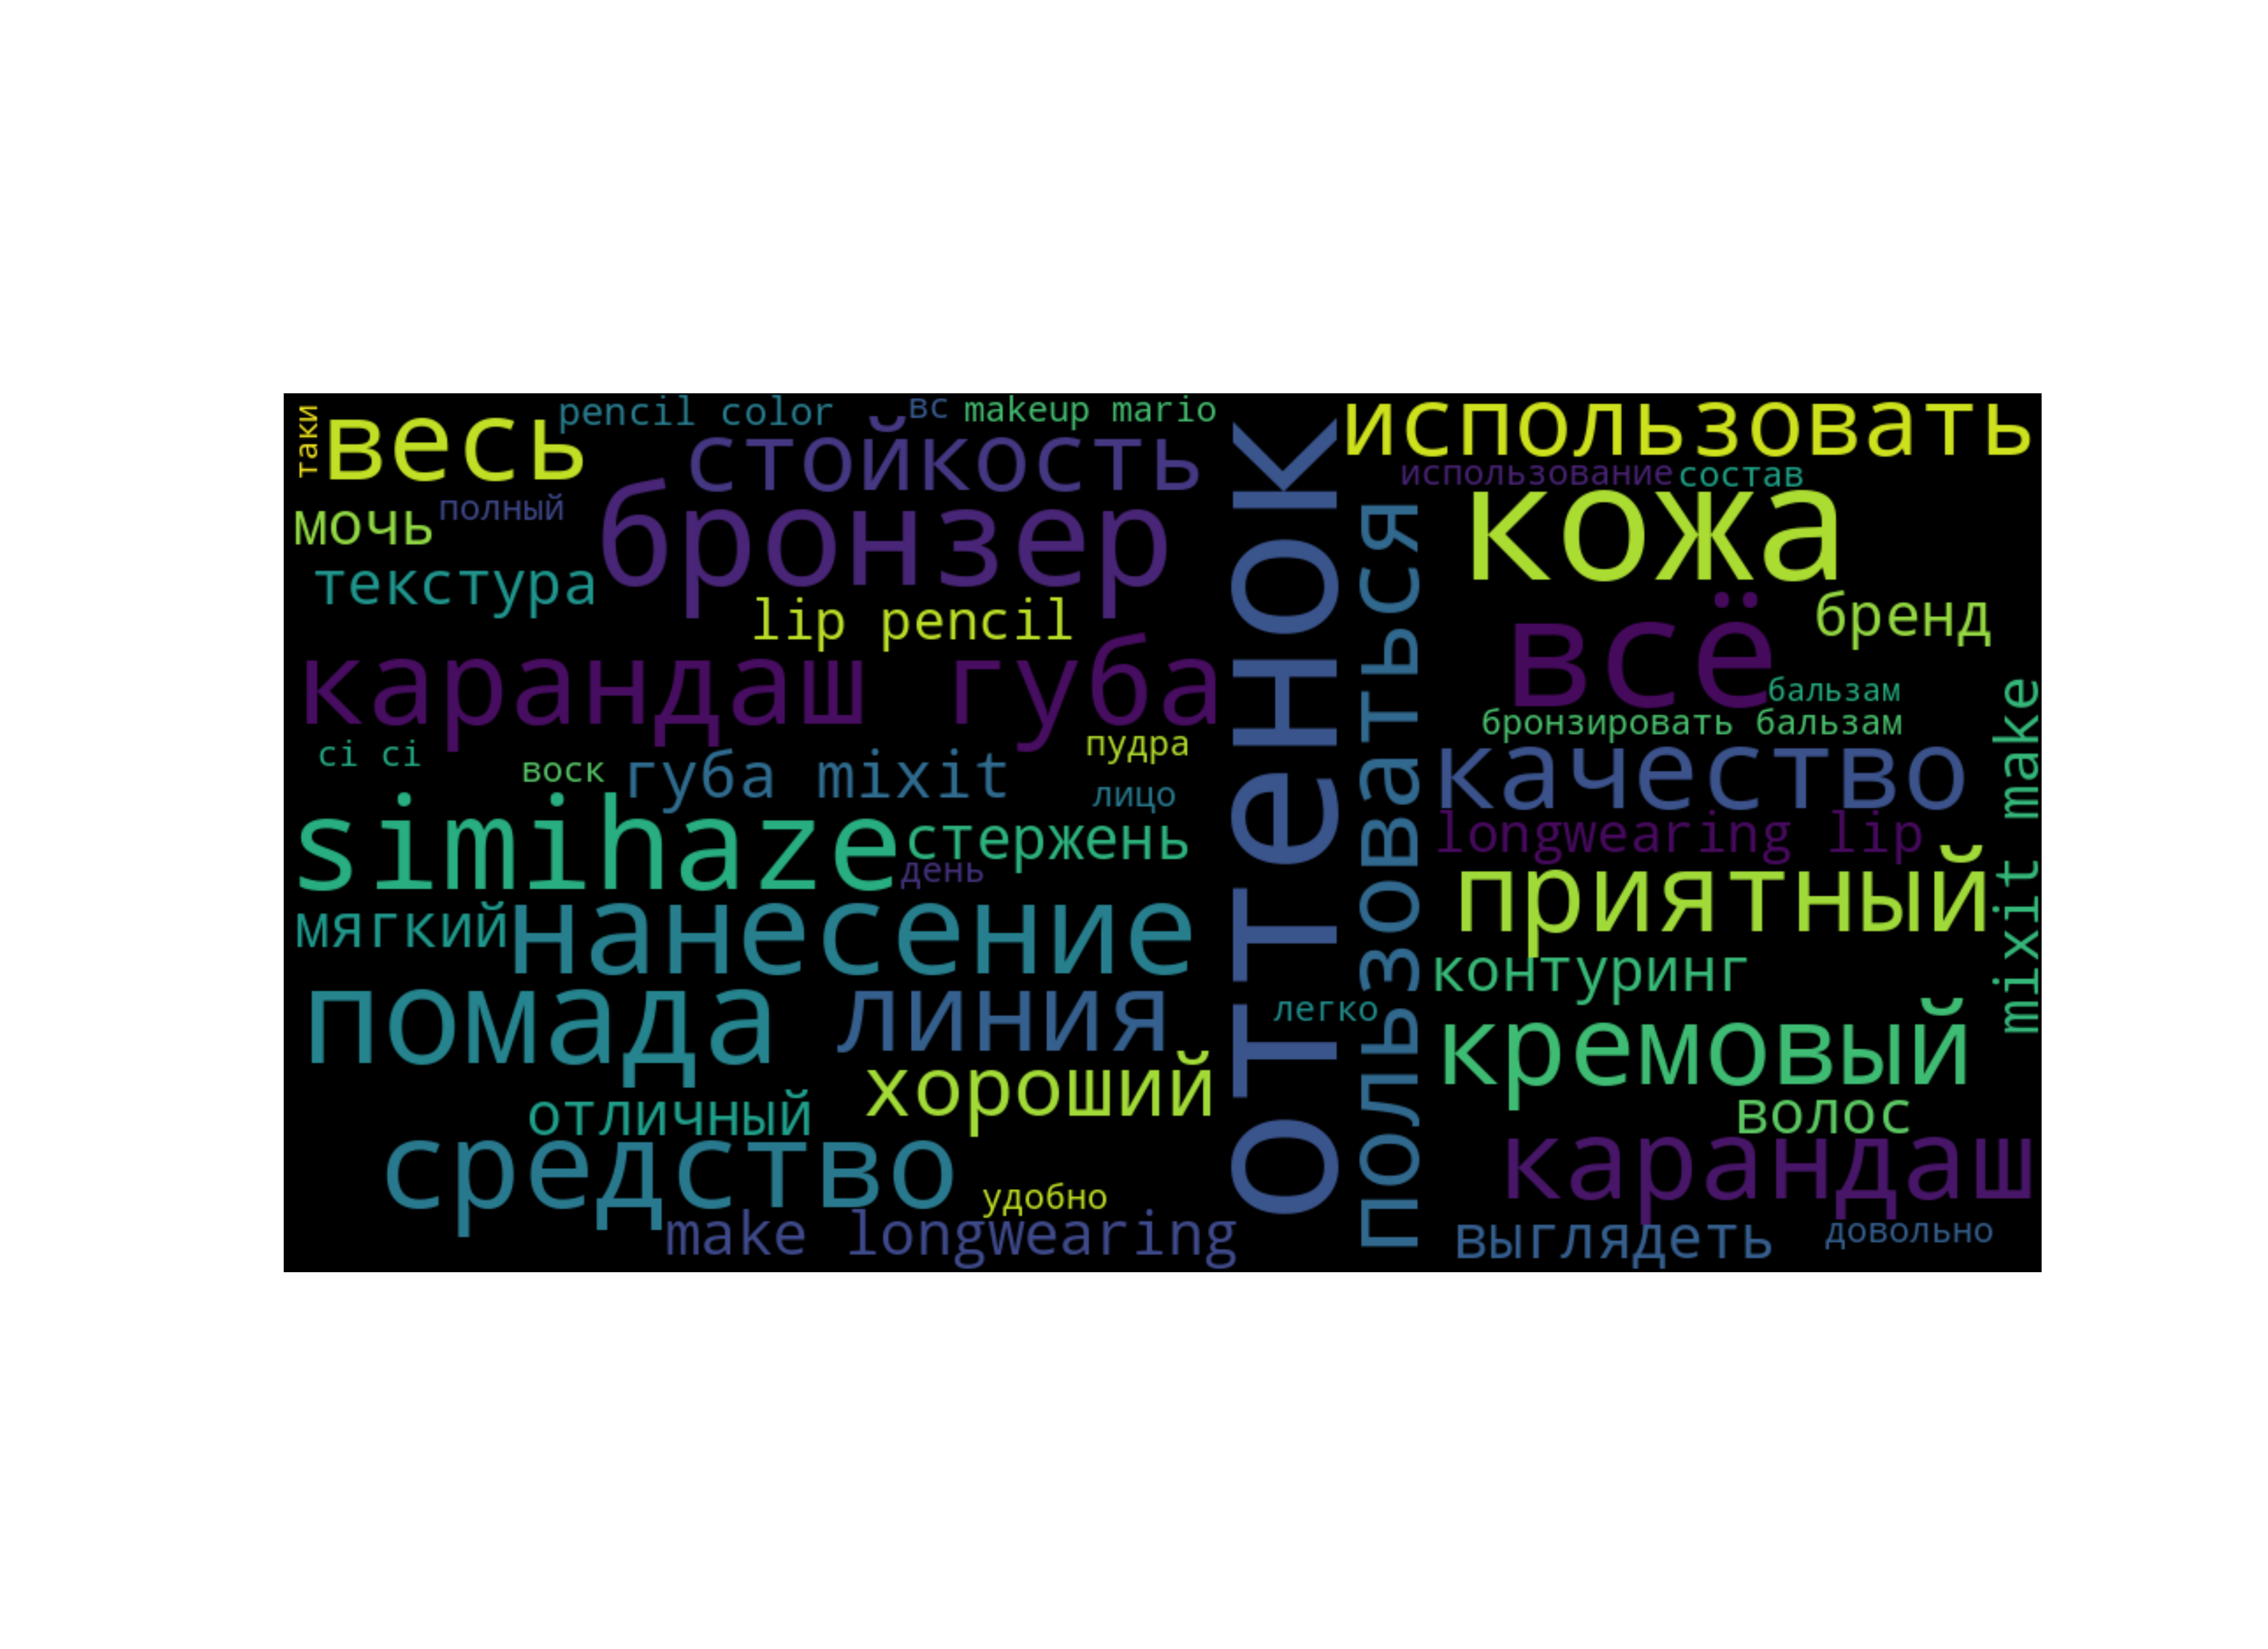 таки
весь
pencil color
вс
makeup mario
стойкость
мочь
полный
бронзер
текстура
lip pencil
карандаш губа
ci ci
воск
губа mixit
пудра
лицо
simihaze
стержень
день
мягкий
нанесение
помада
линия
хороший
отличный
средство
удобно
make longwearing
оттенок
легко
пользоваться
использовать
использование
состав
кожа
всё
бренд
бальзам
бронзировать бальзам
качество
longwearing lip
приятный
mixit make
контуринг
кремовый
волос
карандаш
выглядеть
довольно